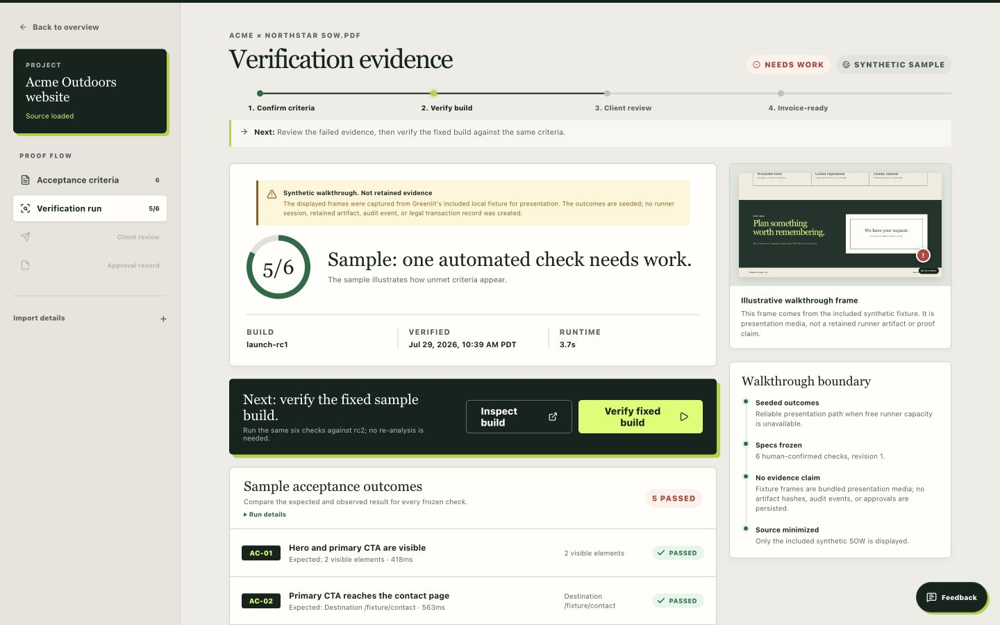 Back to overview
PROJECT
Acme Outdoors
website
Source loaded
PROOF FLOW
Acceptance criteria 6
Verification run 5/6
Client review
Approval record
Import details +
ACME × NORTHSTAR SOW.PDF
Verification evidence
NEEDS WORK
SYNTHETIC SAMPLE
1. Confirm criteria
2. Verify build
3. Client review
4. Invoice-ready
Next: Review the failed evidence, then verify the fixed build against the same criteria.
Synthetic walkthrough. Not retained evidence
The displayed frames were captured from Greenlit's included local fixture for presentation. The outcomes are seeded; no runner
session, retained artifact, audit event, or legal transaction record was created.
5/6
Sample: one automated check needs work.
The sample illustrates how unmet criteria appear.
BUILD
launch-rc1
VERIFIED
Jul 29, 2026, 10:39 AM PDT
RUNTIME
3.7s
Next: verify the fixed sample
build.
Run the same six checks against rc2; no re-analysis is
needed.
Inspect
build
Verify fixed
build
Sample acceptance outcomes
Compare the expected and observed result for every frozen check.
Run details
5 PASSED
AC-01
Hero and primary CTA are visible
Expected: 2 visible elements · 418ms
2 visible elements
PASSED
AC-02
Primary CTA reaches the contact page
Expected: Destination /fixture/contact · 563ms
Destination
/fixture/contact
PASSED
Weekend reset
Grand expedition
Family outside
Plan something
worth remembering.
We have your request.
!
Illustrative walkthrough frame
This frame comes from the included synthetic fixture. It is
presentation media, not a retained runner artifact or proof
claim.
Walkthrough boundary
Seeded outcomes
Reliable presentation path when free runner capacity
is unavailable.
Specs frozen
6 human-confirmed checks, revision 1.
No evidence claim
Fixture frames are bundled presentation media; no
artifact hashes, audit events, or approvals are
persisted.
Source minimized
Only the included synthetic SOW is displayed.
Feedback